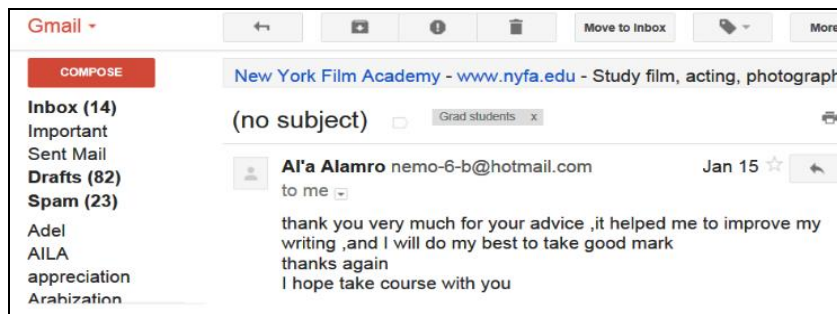 Gmail
Move to Inbox
More
COMPOSE
New York Film Academy - www.nyfa.edu - Study film, acting, photograph
Inbox (14)
Important
Sent Mail
Drafts (82)
Spam (23)
Adel
AILA
appreciation
Arabization
(no subject)
Grad students x
Al'a Alamro nemo-6-b@hotmail.com
Jan 15
to me
thank you very much for your advice ,it helped me to improve my
writing ,and I will do my best to take good mark
thanks again
I hope take course with you